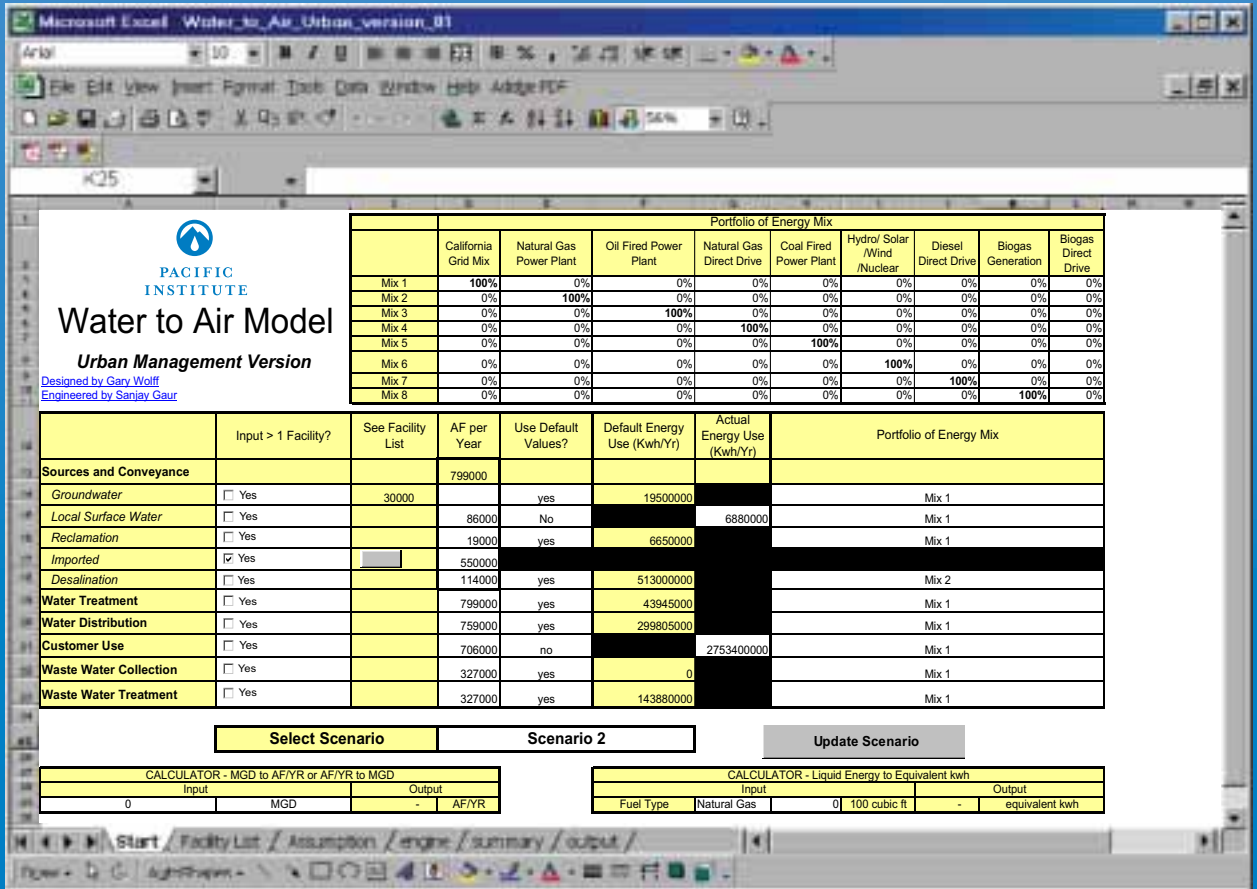 Microsoft Excel Water_to_Air_Urban_version_01
Arial 10
File Edit View Insert Format Tools Data Window Help Adobe PDF
56%
K25
PACIFIC
INSTITUTE
Water to Air Model
Urban Management Version
Designed by Gary Wolff
Engineered by Sanjay Gaur
Portfolio of Energy Mix
California Grid Mix Natural Gas Power Plant Oil Fired Power Plant Natural Gas Direct Drive Coal Fired Power Plant Hydro/ Solar /Wind /Nuclear Diesel Direct Drive Biogas Generation Biogas Direct Drive
Mix 1 100% 0% 0% 0% 0% 0% 0% 0% 0%
Mix 2 0% 100% 0% 0% 0% 0% 0% 0% 0%
Mix 3 0% 0% 100% 0% 0% 0% 0% 0% 0%
Mix 4 0% 0% 0% 100% 0% 0% 0% 0% 0%
Mix 5 0% 0% 0% 0% 100% 0% 0% 0% 0%
Mix 6 0% 0% 0% 0% 0% 100% 0% 0% 0%
Mix 7 0% 0% 0% 0% 0% 0% 100% 0% 0%
Mix 8 0% 0% 0% 0% 0% 0% 0% 100% 0%
Input > 1 Facility? See Facility List AF per Year Use Default Values? Default Energy Use (Kwh/Yr) Actual Energy Use (Kwh/Yr) Portfolio of Energy Mix
Sources and Conveyance 799000
Groundwater Yes 30000 yes 19500000 Mix 1
Local Surface Water Yes 86000 No 6880000 Mix 1
Reclamation Yes 19000 yes 6650000 Mix 1
Imported Yes 550000
Desalination Yes 114000 yes 513000000 Mix 2
Water Treatment Yes 799000 yes 43945000 Mix 1
Water Distribution Yes 759000 yes 299805000 Mix 1
Customer Use Yes 706000 no 2753400000 Mix 1
Waste Water Collection Yes 327000 yes 0 Mix 1
Waste Water Treatment Yes 327000 yes 143880000 Mix 1
Select Scenario Scenario 2 Update Scenario
CALCULATOR - MGD to AF/YR or AF/YR to MGD
Input Output
0 MGD - AF/YR
CALCULATOR - Liquid Energy to Equivalent kwh
Input Output
Fuel Type Natural Gas 0 100 cubic ft - equivalent kwh
Start / Facility List / Assumption / engine / summary / output /
AutoShapes